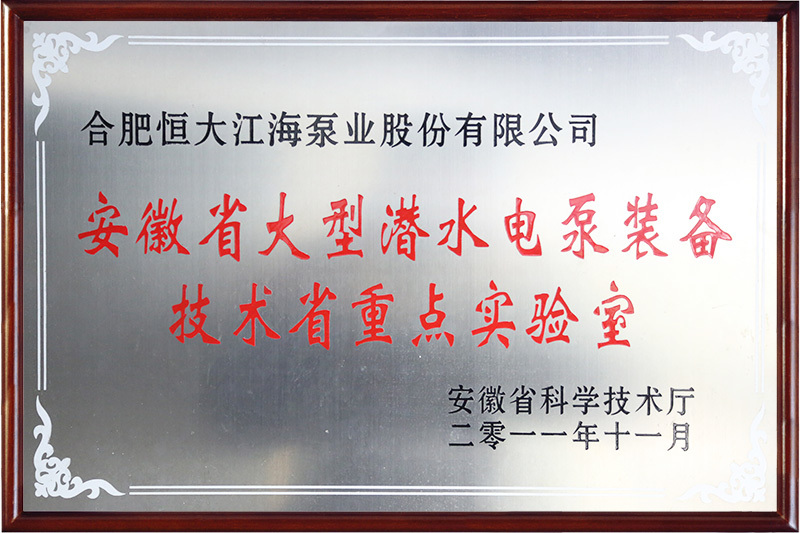 合肥恒大江海泵业股份有限公司
安徽省大型潜水电泵装备
技术省重点实验室
安徽省科学技术厅
二零一一年十一月